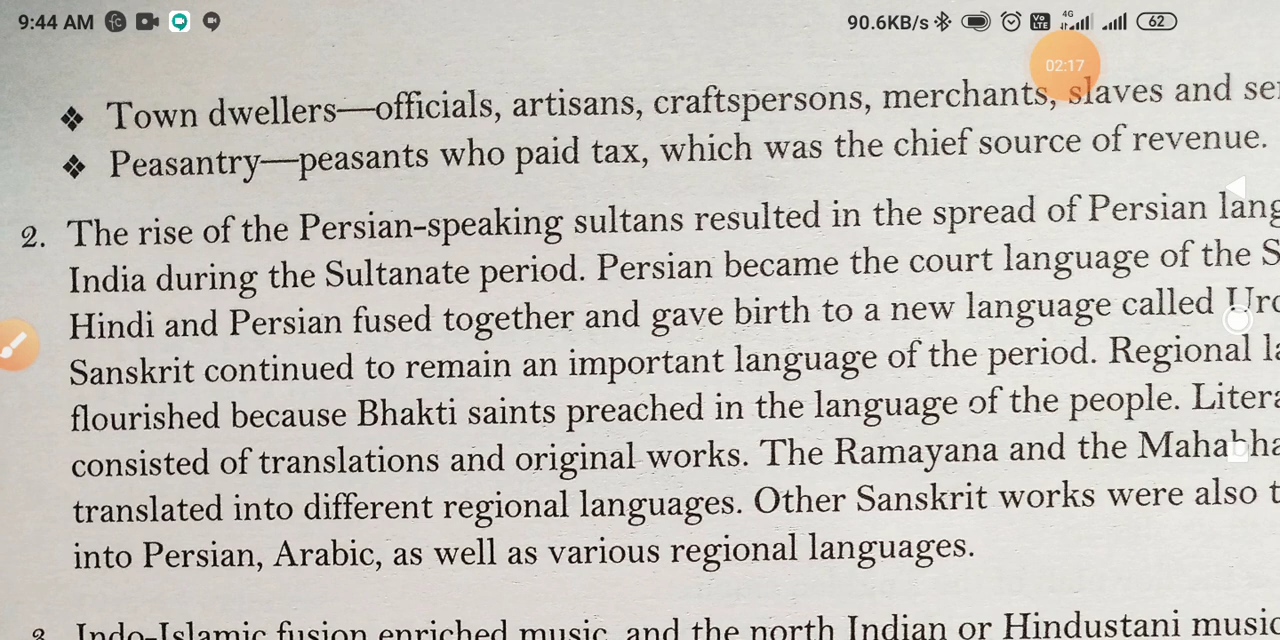 9:44 AM
90.6KB/s
Vo LTE
4G
62
02:17
❖ Town dwellers—officials, artisans, craftspersons, merchants, slaves and
❖ Peasantry—peasants who paid tax, which was the chief source of revenue.
2. The rise of the Persian-speaking sultans resulted in the spread of Persian
India during the Sultanate period. Persian became the court language of the
Hindi and Persian fused together and gave birth to a new language called
Sanskrit continued to remain an important language of the period. Regional
flourished because Bhakti saints preached in the language of the people.
consisted of translations and original works. The Ramayana and the
translated into different regional languages. Other Sanskrit works were also
into Persian, Arabic, as well as various regional languages.
3. Indo-Islamic fusion enriched music, and the north Indian or Hindustani